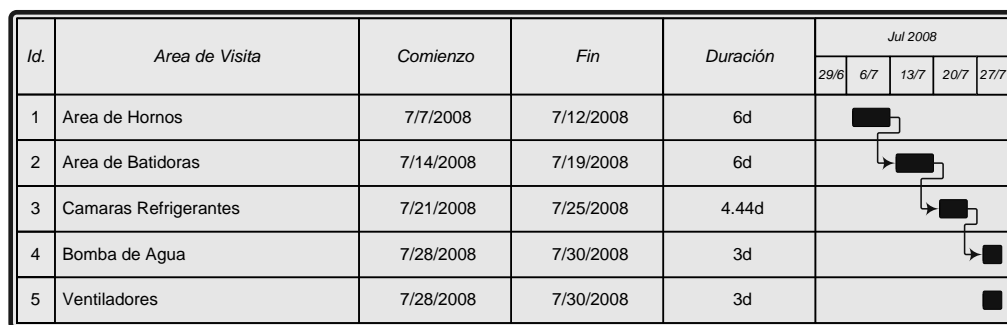 Id. Area de Visita Comienzo Fin Duración Jul 2008
29/6 6/7 13/7 20/7 27/7
1 Area de Hornos 7/7/2008 7/12/2008 6d
2 Area de Batidoras 7/14/2008 7/19/2008 6d
3 Camaras Refrigerantes 7/21/2008 7/25/2008 4.44d
4 Bomba de Agua 7/28/2008 7/30/2008 3d
5 Ventiladores 7/28/2008 7/30/2008 3d